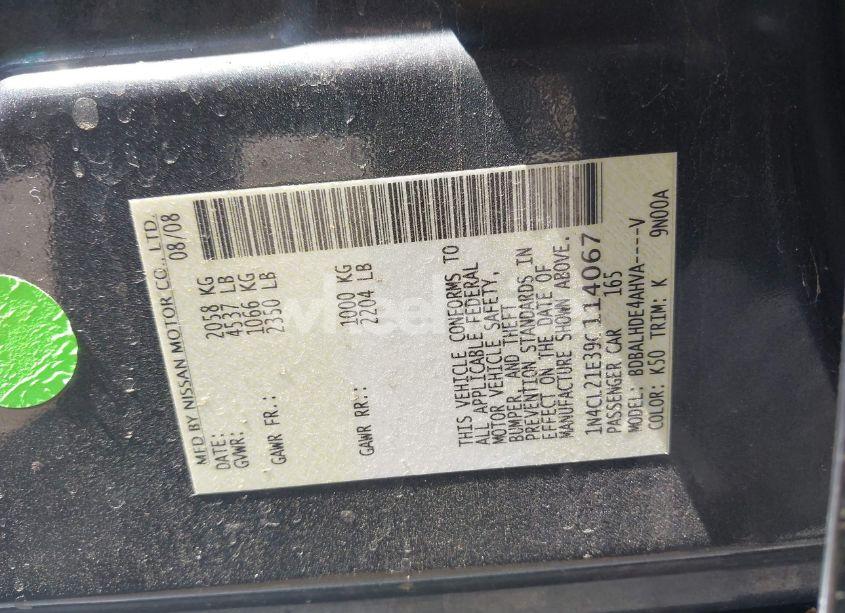 MFD BY NISSAN MOTOR CO., LTD.
DATE: 08/08
GVWR: 2058 KG
4537 LB
GAWR FR.: 1066 KG
2350 LB
GAWR RR.: 1000 KG
2204 LB
THIS VEHICLE CONFORMS TO
ALL APPLICABLE FEDERAL
MOTOR VEHICLE SAFETY,
BUMPER, AND THEFT
PREVENTION STANDARDS IN
EFFECT ON THE DATE OF
MANUFACTURE SHOWN ABOVE.
1N4CL21E39C114067
PASSENGER CAR 165
MODEL: BDBALHDE4AHVA----V
COLOR: K50 TRIM: K 9N00A